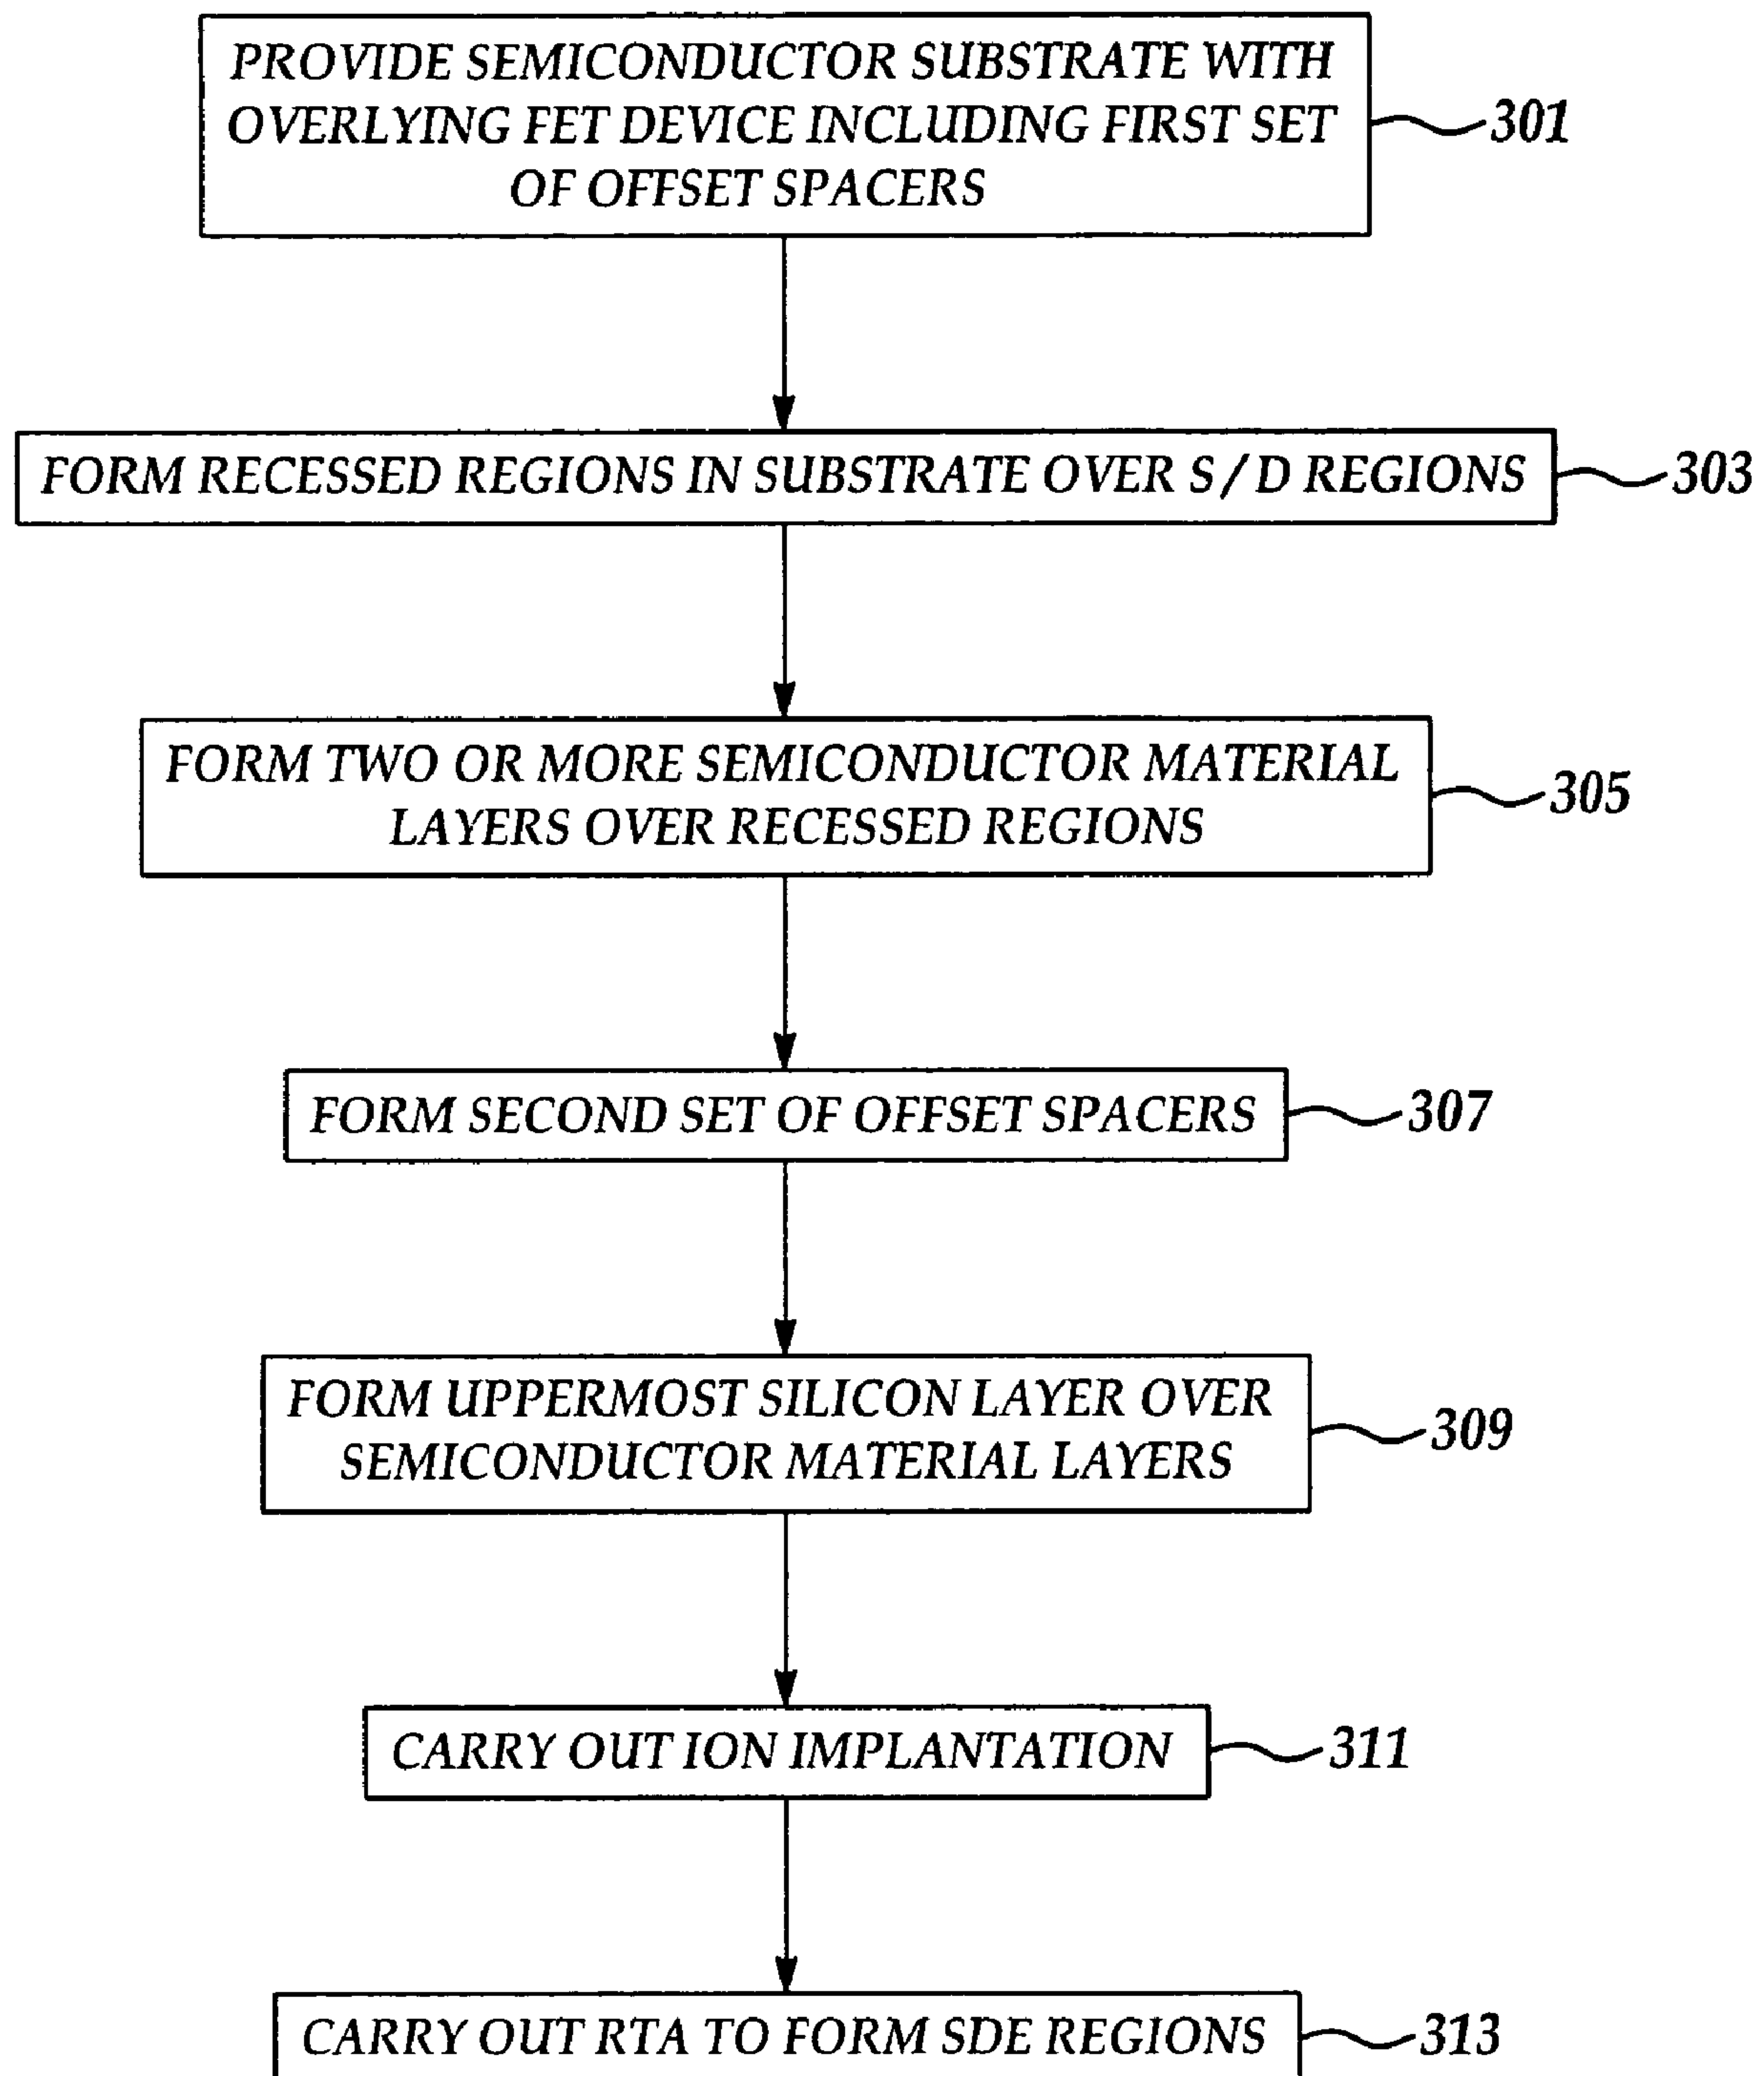 PROVIDE SEMICONDUCTOR SUBSTRATE WITH
OVERLYING FET DEVICE INCLUDING FIRST SET
OF OFFSET SPACERS
301
FORM RECESSED REGIONS IN SUBSTRATE OVER S/D REGIONS
303
FORM TWO OR MORE SEMICONDUCTOR MATERIAL
LAYERS OVER RECESSED REGIONS
305
FORM SECOND SET OF OFFSET SPACERS
307
FORM UPPERMOST SILICON LAYER OVER
SEMICONDUCTOR MATERIAL LAYERS
309
CARRY OUT ION IMPLANTATION
311
CARRY OUT RTA TO FORM SDE REGIONS
313